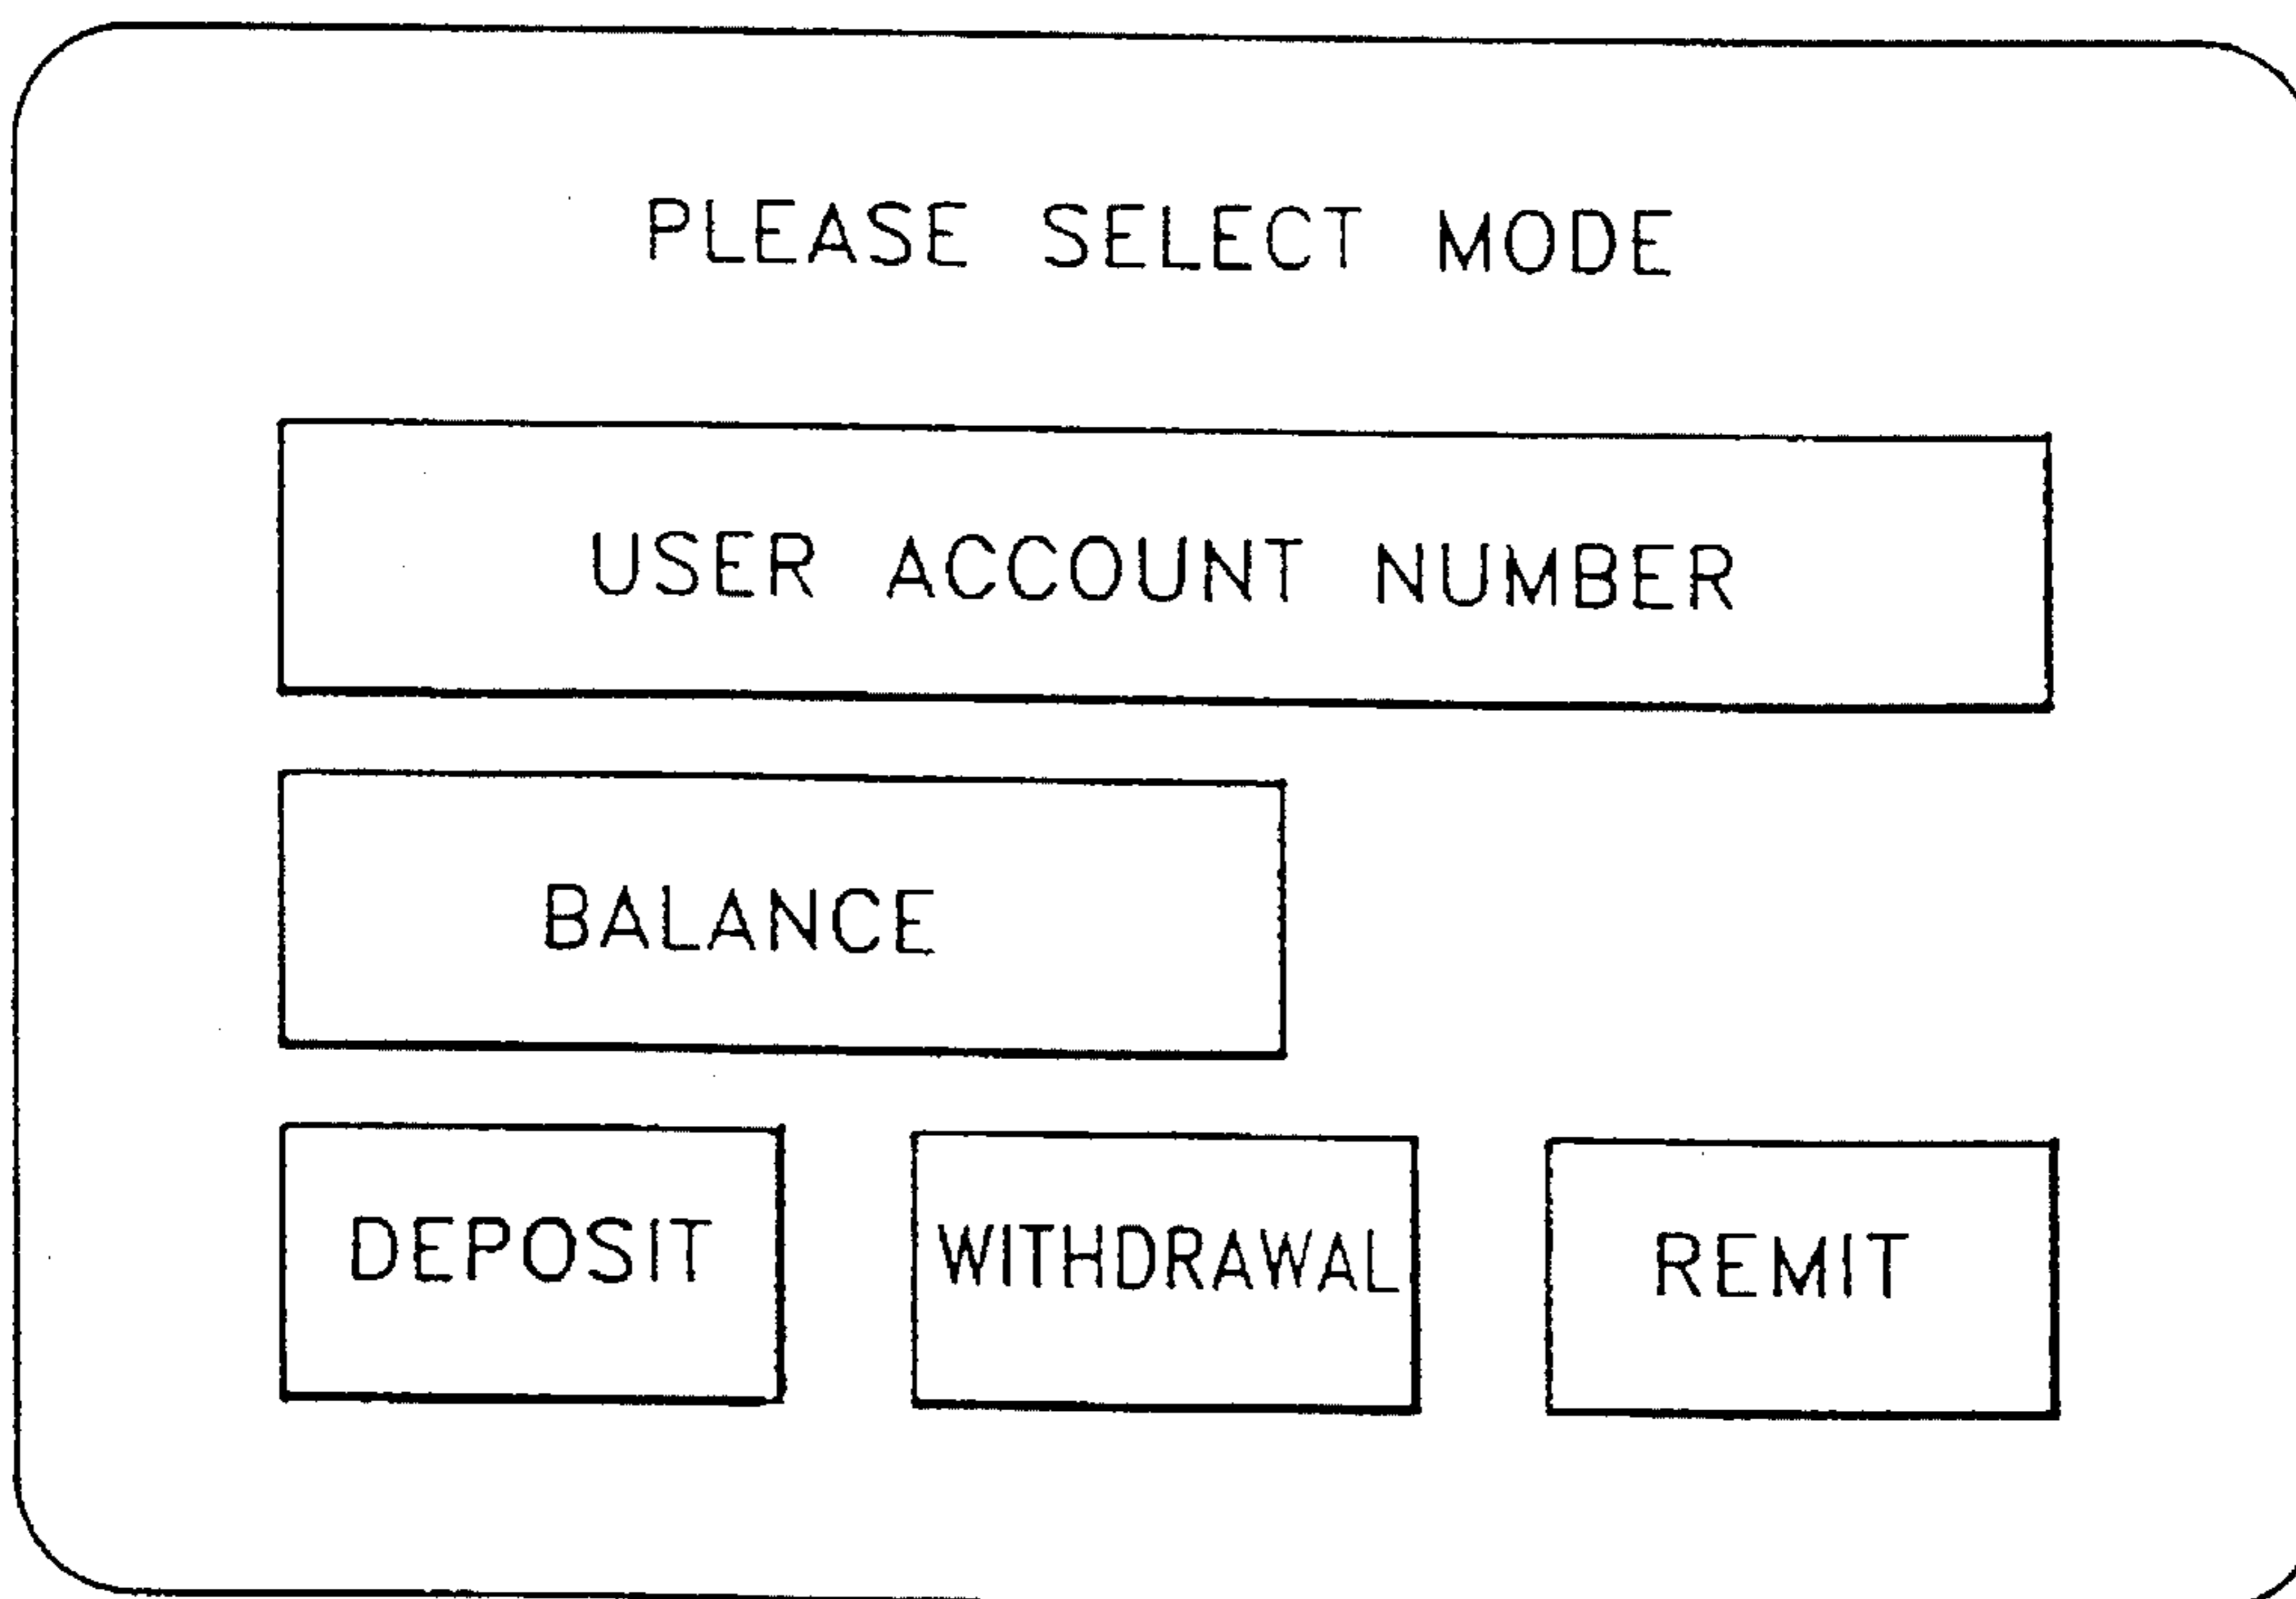 PLEASE SELECT MODE
USER ACCOUNT NUMBER
BALANCE
DEPOSIT WITHDRAWAL REMIT